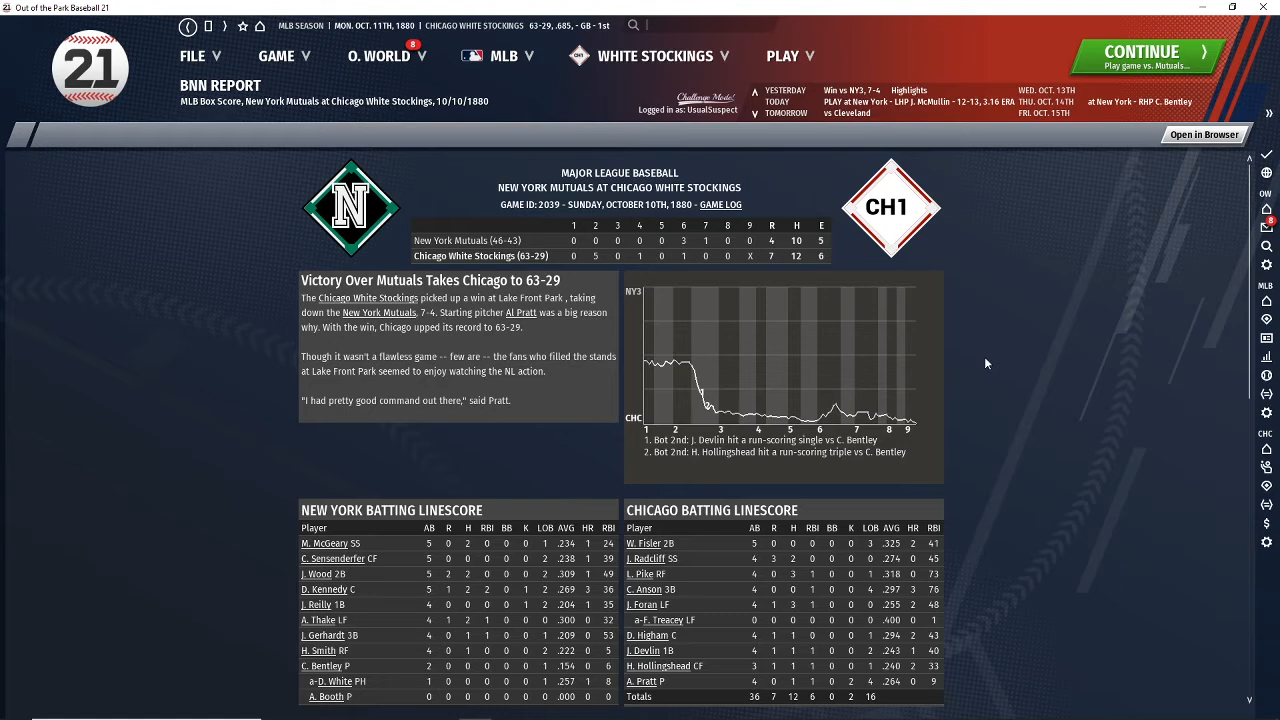 Out of the Park Baseball 21
MLB SEASON | MON. OCT. 11TH, 1880 | CHICAGO WHITE STOCKINGS 63-29, .685, - GB - 1st
21
FILE GAME O. WORLD 8 MLB CH1 WHITE STOCKINGS PLAY
CONTINUE
Play game vs. Mutuals...
BNN REPORT
MLB Box Score, New York Mutuals at Chicago White Stockings, 10/10/1880
Challenge Mode!
Logged in as: UsualSuspect
YESTERDAY Win vs NY3, 7-4 Highlights WED. OCT. 13TH
TODAY PLAY at New York - LHP J. McMullin - 12-13, 3.16 ERA THU. OCT. 14TH at New York - RHP C. Bentley
TOMORROW vs Cleveland FRI. OCT. 15TH
Open in Browser
N
CH1
MAJOR LEAGUE BASEBALL
NEW YORK MUTUALS AT CHICAGO WHITE STOCKINGS
GAME ID: 2039 - SUNDAY, OCTOBER 10TH, 1880 - GAME LOG
1 2 3 4 5 6 7 8 9 R H E
New York Mutuals (46-43) 0 0 0 0 0 3 1 0 0 4 10 5
Chicago White Stockings (63-29) 0 5 0 1 0 1 0 0 X 7 12 6
Victory Over Mutuals Takes Chicago to 63-29
The Chicago White Stockings picked up a win at Lake Front Park , taking
down the New York Mutuals, 7-4. Starting pitcher Al Pratt was a big reason
why. With the win, Chicago upped its record to 63-29.
Though it wasn't a flawless game -- few are -- the fans who filled the stands
at Lake Front Park seemed to enjoy watching the NL action.
"I had pretty good command out there," said Pratt.
NY3
1
2
CHC
1 2 3 4 5 6 7 8 9
1. Bot 2nd: J. Devlin hit a run-scoring single vs C. Bentley
2. Bot 2nd: H. Hollingshead hit a run-scoring triple vs C. Bentley
NEW YORK BATTING LINESCORE
Player AB R H RBI BB K LOB AVG HR RBI
M. McGeary SS 5 0 2 0 0 0 1 .234 1 24
C. Sensenderfer CF 5 0 0 0 0 0 2 .238 1 39
J. Wood 2B 5 2 2 0 0 0 2 .309 1 49
D. Kennedy C 5 1 2 2 0 1 2 .269 3 36
J. Reilly 1B 4 0 0 0 0 1 2 .204 1 35
A. Thake LF 4 1 2 1 0 0 0 .300 0 32
J. Gerhardt 3B 4 0 1 1 0 0 1 .209 0 53
H. Smith RF 4 0 1 0 0 0 2 .222 0 5
C. Bentley P 2 0 0 0 0 0 1 .154 0 6
a-D. White PH 1 0 0 0 0 0 1 .257 1 8
A. Booth P 0 0 0 0 0 0 0 .000 0 0
CHICAGO BATTING LINESCORE
Player AB R H RBI BB K LOB AVG HR RBI
W. Fisler 2B 5 0 0 0 0 0 3 .325 2 41
J. Radcliff SS 4 3 2 0 0 0 0 .274 0 45
L. Pike RF 4 0 3 1 0 0 1 .318 0 73
C. Anson 3B 4 0 0 1 0 0 4 .297 3 76
J. Foran LF 4 1 3 1 0 0 0 .255 2 48
a-F. Treacey LF 0 0 0 0 0 0 0 .400 0 1
D. Higham C 4 1 1 0 0 0 1 .294 2 43
J. Devlin 1B 4 1 1 1 0 0 2 .243 1 40
H. Hollingshead CF 3 1 1 1 0 0 1 .240 2 33
A. Pratt P 4 0 1 1 0 2 4 .264 0 9
Totals 36 7 12 6 0 2 16
OW
8
MLB
CHC